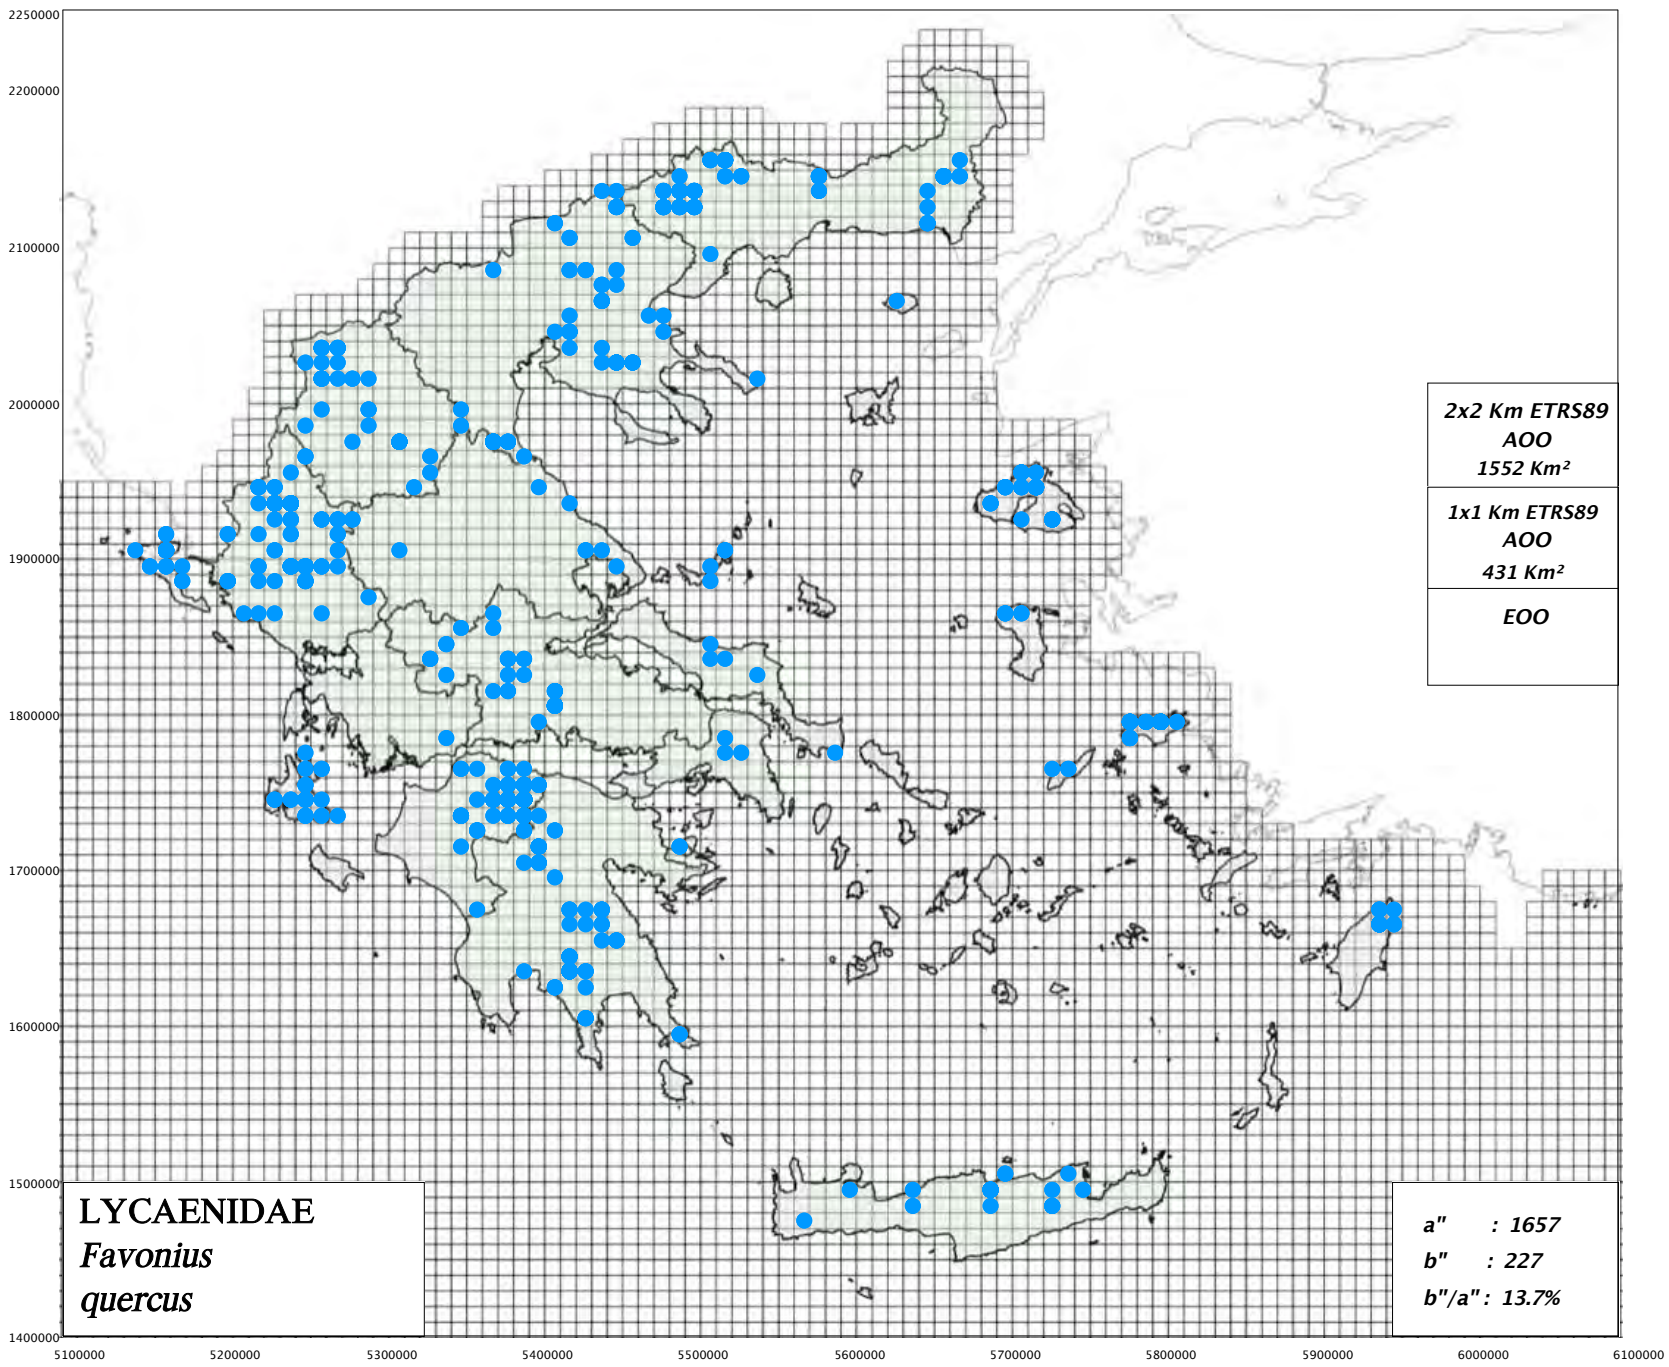 2250000
2200000
2100000
2000000
1900000
1800000
1700000
1600000
1500000
1400000
2x2 Km ETRS89
AOO
1552 Km²
1x1 Km ETRS89
AOO
431 Km²
EOO
LYCAENIDAE
Favonius
quercus
a" : 1657
b" : 227
b"/a" : 13.7%
5100000 5200000 5300000 5400000 5500000 5600000 5700000 5800000 5900000 6000000 6100000